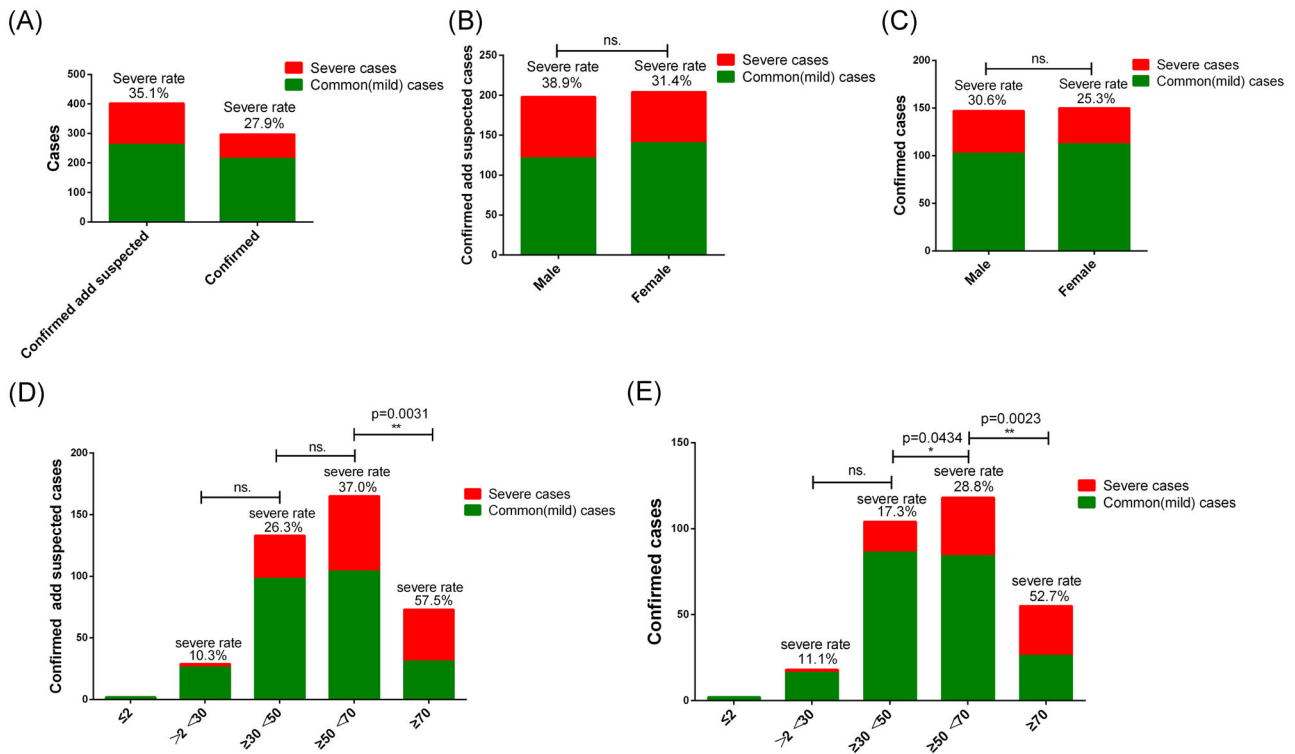 (A)
Severe cases
Common(mild) cases
Cases
500
400
300
200
100
0
Severe rate
35.1%
Severe rate
27.9%
Confirmed add suspected
Confirmed
(B)
ns.
Severe cases
Common(mild) cases
Confirmed add suspected cases
250
200
150
100
50
0
Severe rate
38.9%
Severe rate
31.4%
Male
Female
(C)
ns.
Severe cases
Common(mild) cases
Confirmed cases
200
150
100
50
0
Severe rate
30.6%
Severe rate
25.3%
Male
Female
(D)
p=0.0031
**
ns.
ns.
Severe cases
Common(mild) cases
Confirmed add suspected cases
200
150
100
50
0
severe rate
10.3%
severe rate
26.3%
severe rate
37.0%
severe rate
57.5%
≤2
>2 <30
≥30 <50
≥50 <70
≥70
(E)
p=0.0023
**
p=0.0434
*
ns.
Severe cases
Common(mild) cases
Confirmed cases
150
100
50
0
severe rate
11.1%
severe rate
17.3%
severe rate
28.8%
severe rate
52.7%
≤2
>2 <30
≥30 <50
≥50 <70
≥70